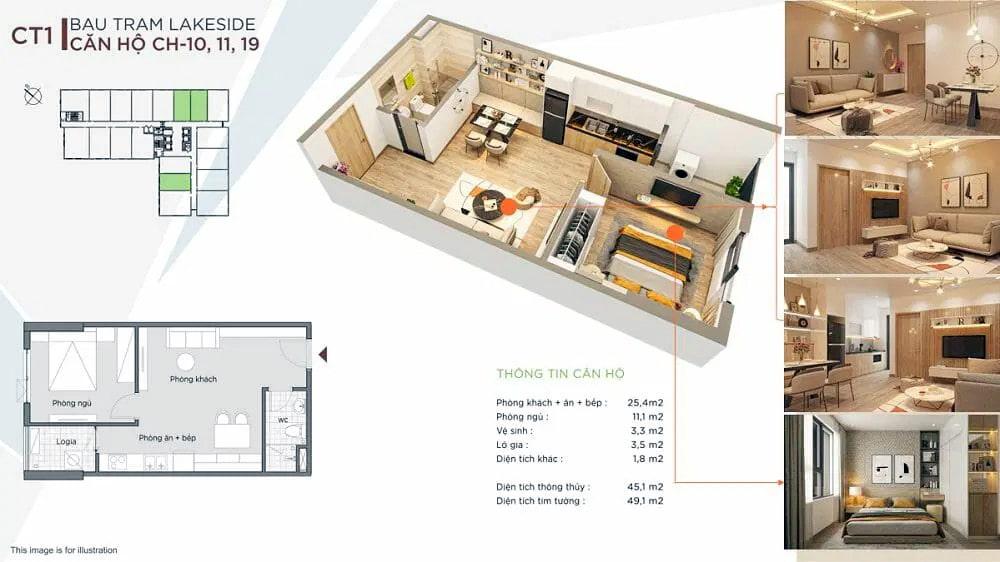 CT1
BAU TRAM LAKESIDE
CĂN HỘ CH-10, 11, 19
Phòng khách
Phòng ngủ
WC
Phòng ăn + bếp
Logia
THÔNG TIN CĂN HỘ
Phòng khách + ăn + bếp : 25,4m2
Phòng ngủ : 11,1 m2
Vệ sinh : 3,3 m2
Lô gia : 3,5 m2
Diện tích khác : 1,8 m2
Diện tích thông thủy : 45,1 m2
Diện tích tim tường : 49,1 m2
This image is for illustration